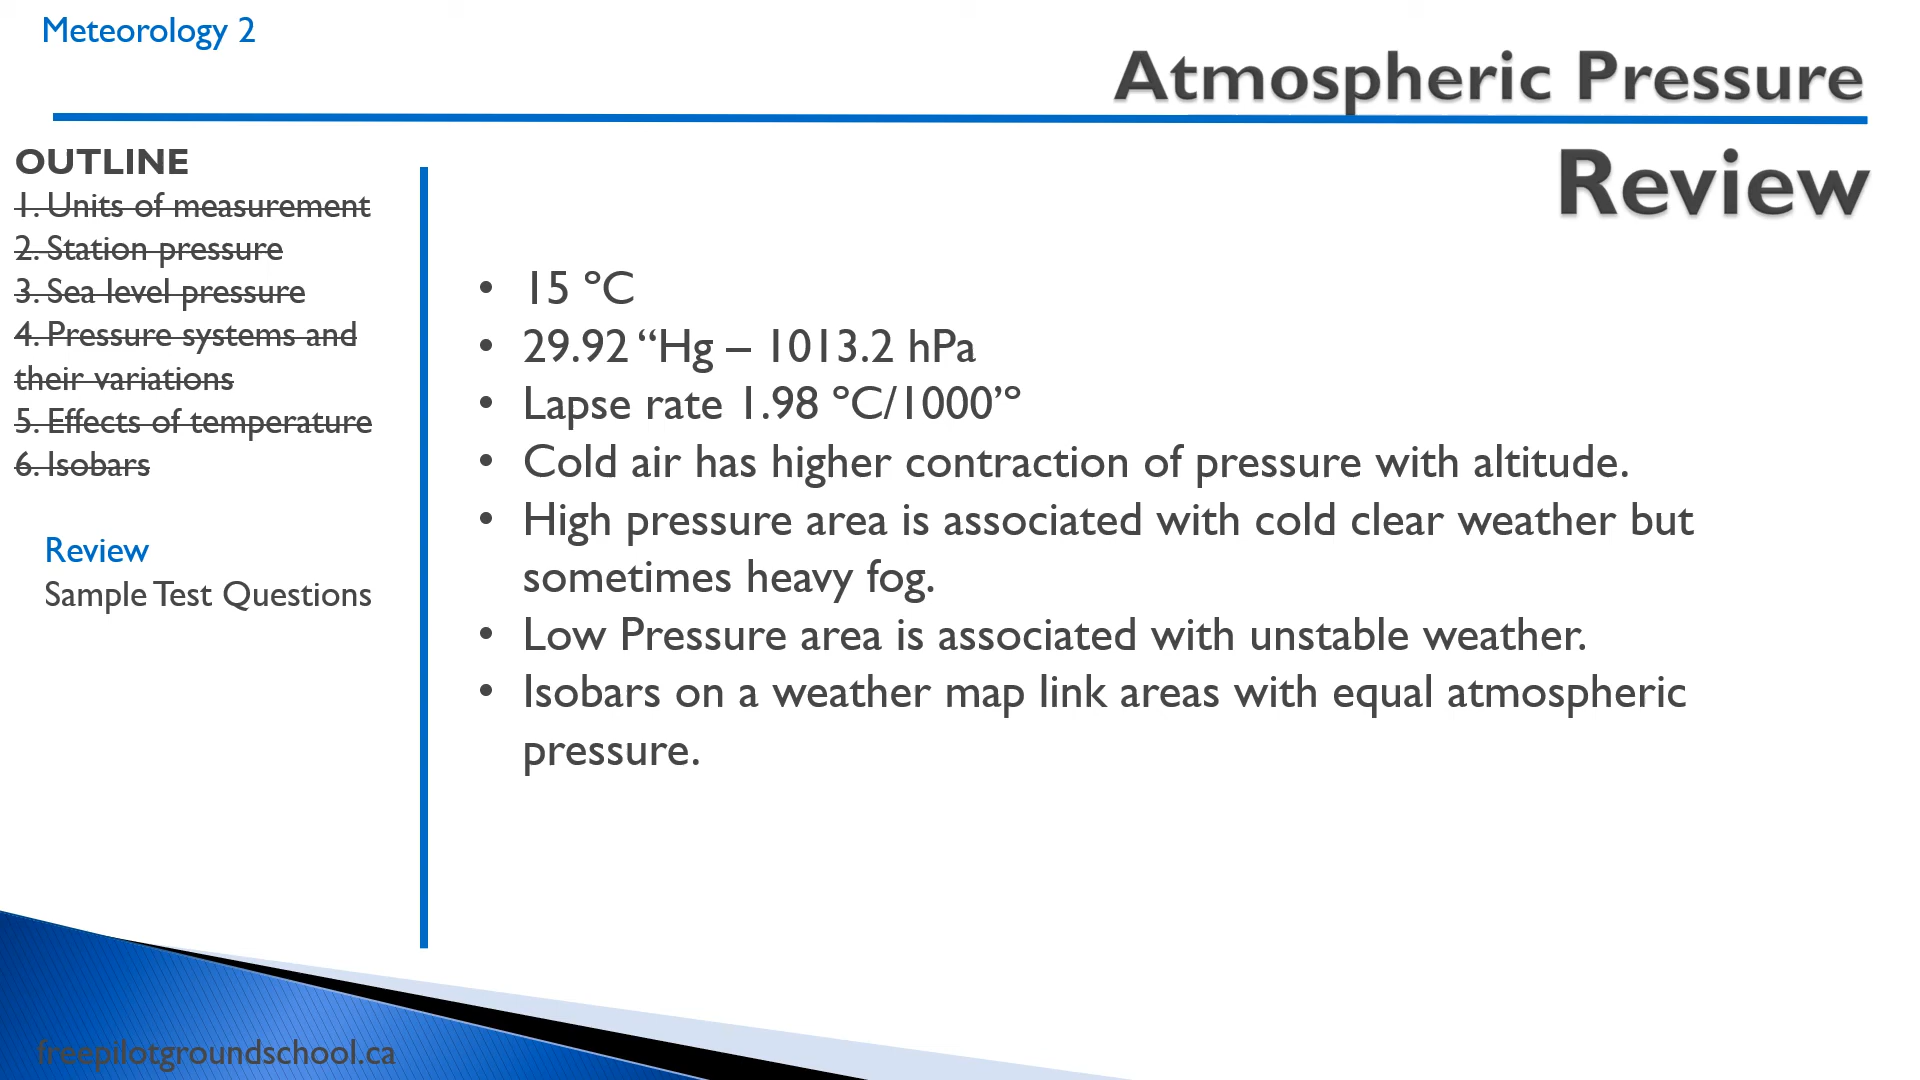 Meteorology 2
Atmospheric Pressure
OUTLINE
1. Units of measurement
2. Station pressure
3. Sea level pressure
4. Pressure systems and
their variations
5. Effects of temperature
6. Isobars
Review
Sample Test Questions
Review
• 15 °C
• 29.92 “Hg – 1013.2 hPa
• Lapse rate 1.98 °C/1000’°
• Cold air has higher contraction of pressure with altitude.
• High pressure area is associated with cold clear weather but
sometimes heavy fog.
• Low Pressure area is associated with unstable weather.
• Isobars on a weather map link areas with equal atmospheric
pressure.
freepilotgroundschool.ca